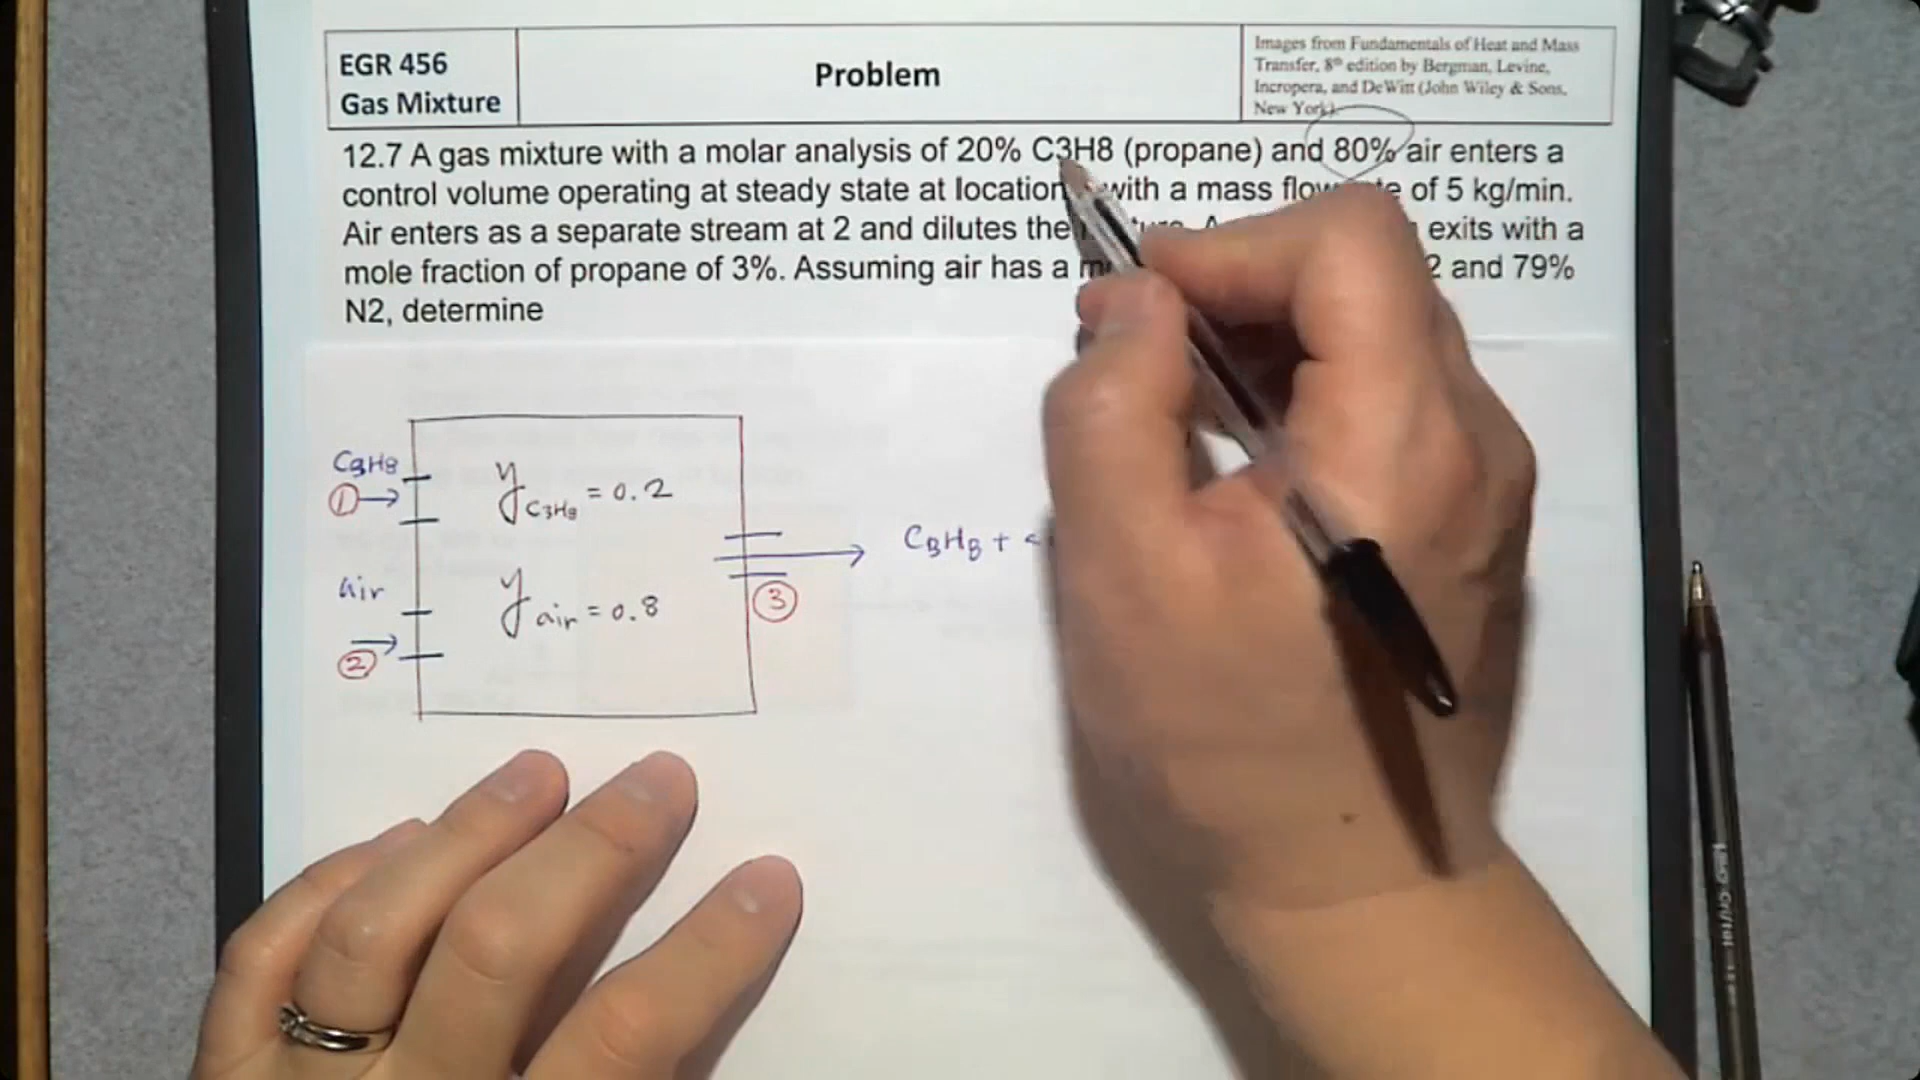 EGR 456
Gas Mixture
Problem
Images from Fundamentals of Heat and Mass
Transfer, 8th edition by Bergman, Levine,
Incropera, and DeWitt (John Wiley & Sons,
New York).
12.7 A gas mixture with a molar analysis of 20% C3H8 (propane) and 80% air enters a
control volume operating at steady state at location with a mass of 5 kg/min.
Air enters as a separate stream at 2 and dilutes the exits with a
mole fraction of propane of 3%. Assuming air has a and 79%
N2, determine
C3H8
1
y C3H8 = 0.2
C3H8 +
air
y air = 0.8
3
2